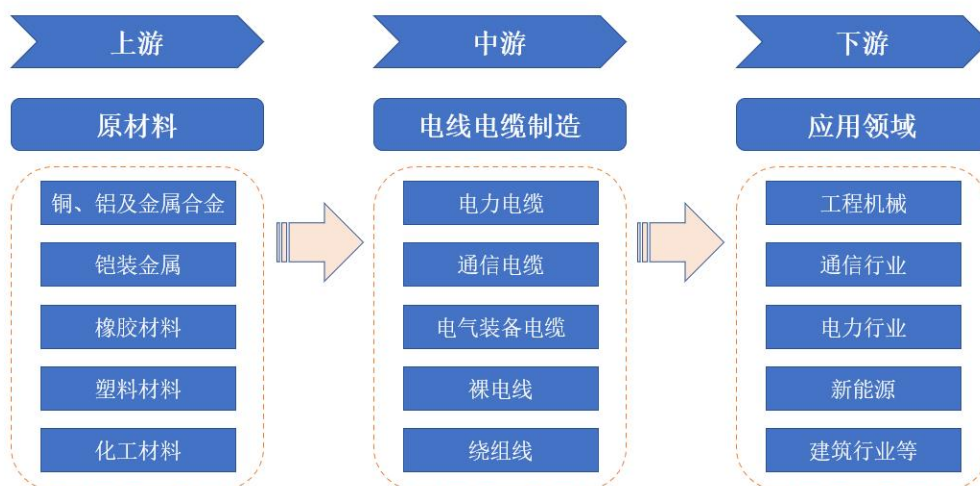 上游
中游
下游
原材料
电线电缆制造
应用领域
铜、铝及金属合金
铠装金属
橡胶材料
塑料材料
化工材料
电力电缆
通信电缆
电气装备电缆
裸电线
绕组线
工程机械
通信行业
电力行业
新能源
建筑行业等